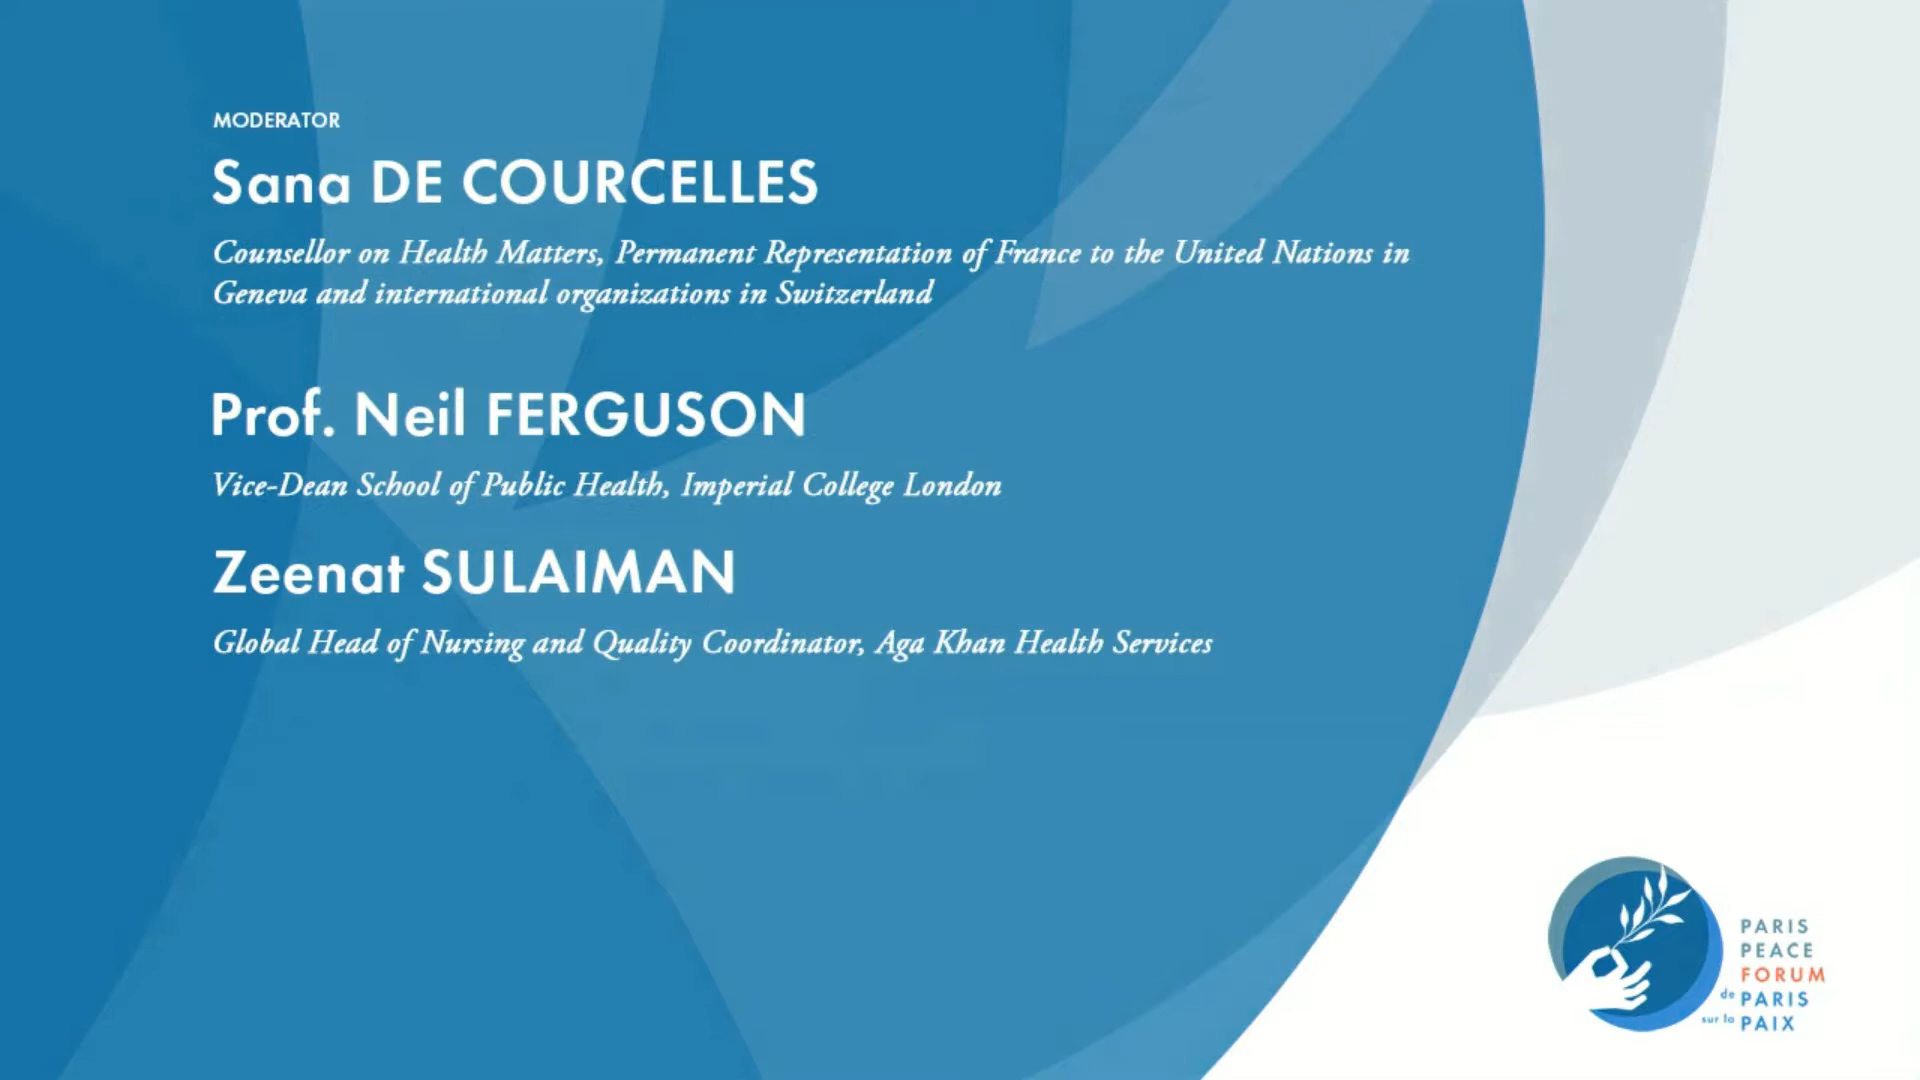 MODERATOR
Sana DE COURCELLES
Counsellor on Health Matters, Permanent Representation of France to the United Nations in
Geneva and international organizations in Switzerland
Prof. Neil FERGUSON
Vice-Dean School of Public Health, Imperial College London
Zeenat SULAIMAN
Global Head of Nursing and Quality Coordinator, Aga Khan Health Services
PARIS
PEACE
FORUM
de PARIS
sur la PAIX